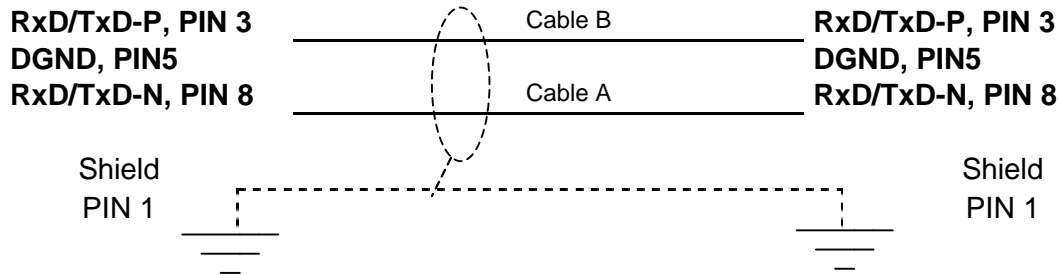 RxD/TxD-P, PIN 3 Cable B RxD/TxD-P, PIN 3
DGND, PIN5 DGND, PIN5
RxD/TxD-N, PIN 8 Cable A RxD/TxD-N, PIN 8
Shield Shield
PIN 1 PIN 1